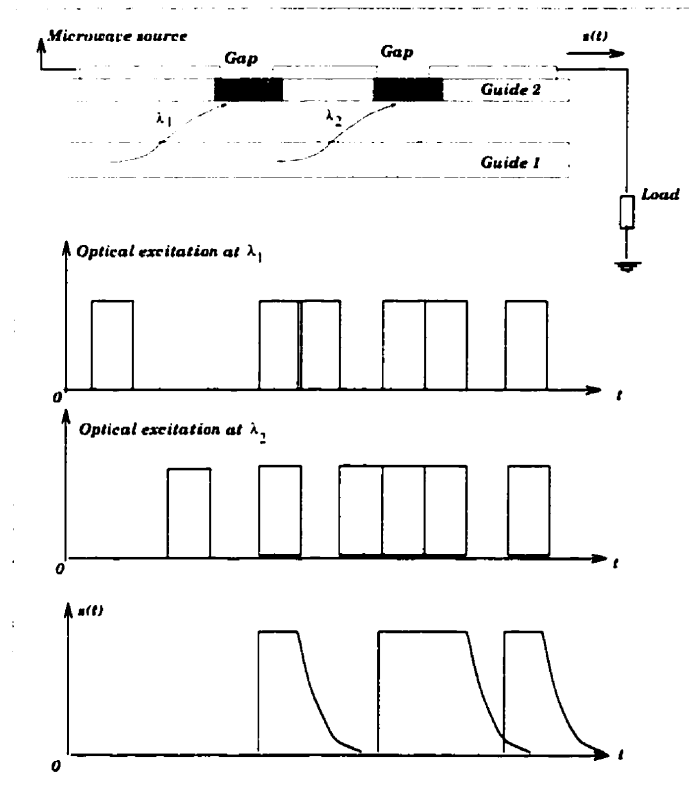 Microwave source
s(t)
Gap
Gap
Guide 2
λ1
λ2
Guide 1
Load
Optical excitation at λ1
0
t
Optical excitation at λ2
0
t
s(t)
0
t